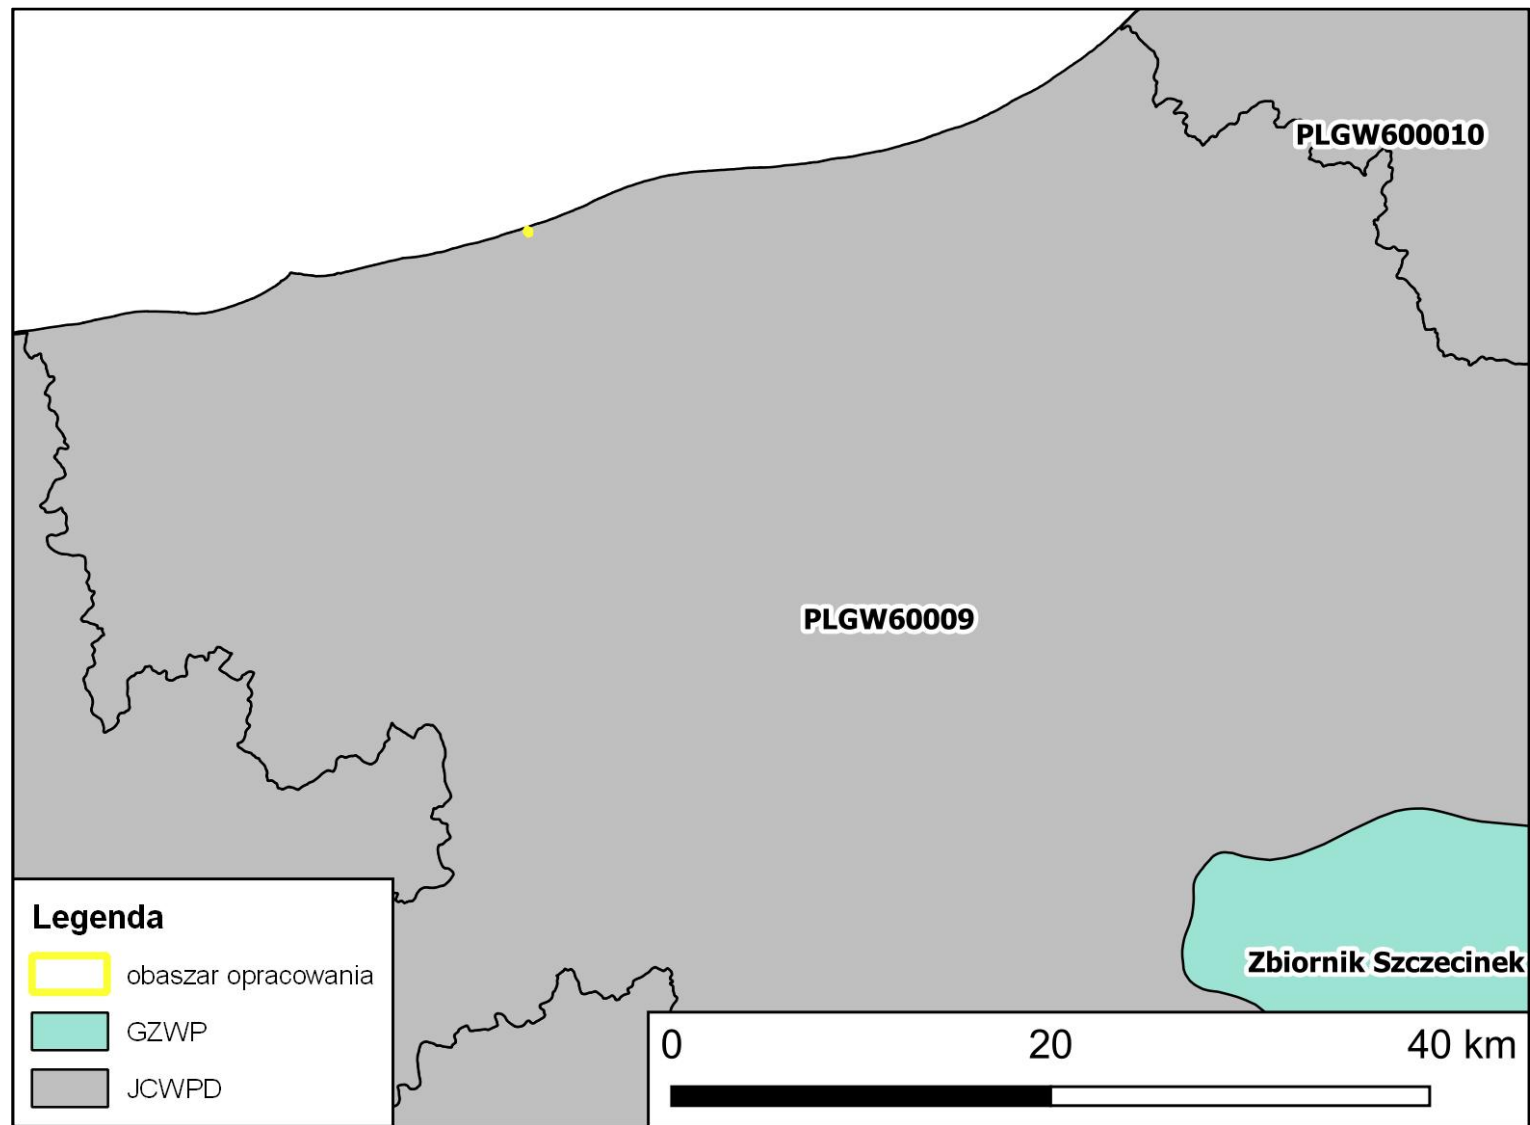 PLGW600010
PLGW60009
Zbiornik Szczecinek
Legenda
obaszar opracowania
GZWP
JCWPD
0 20 40 km